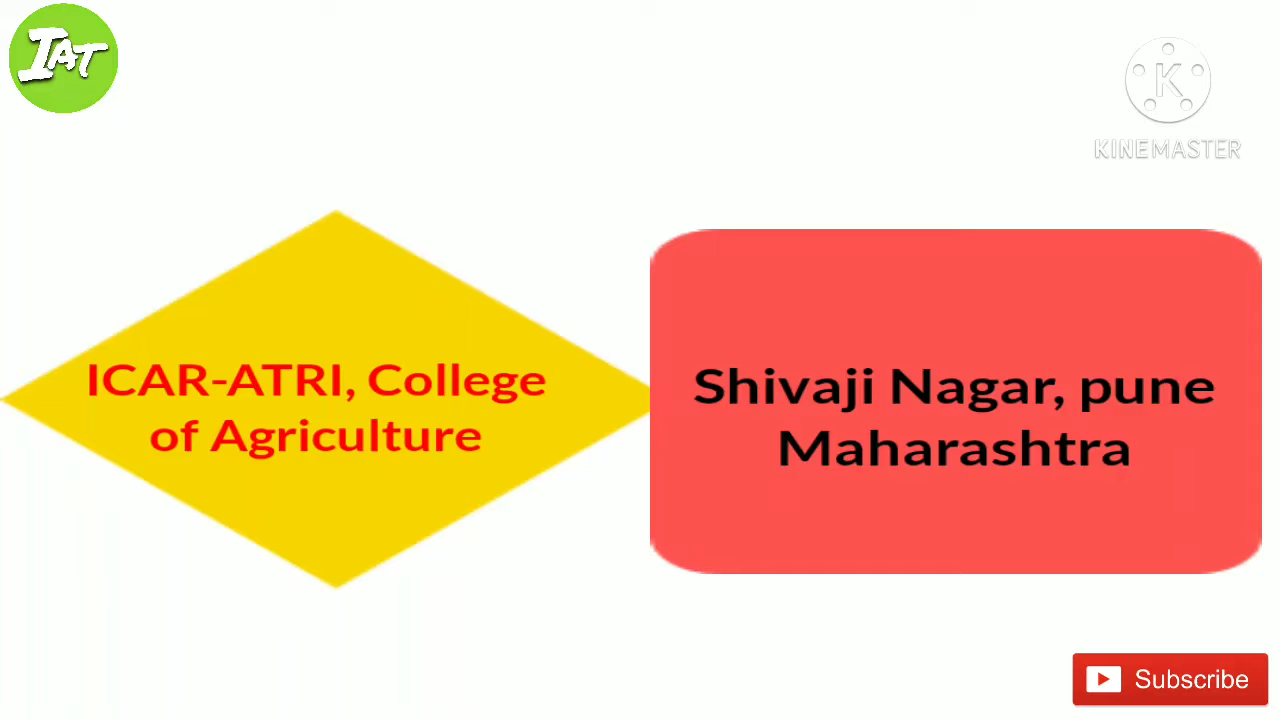 IAT
K
KINEMASTER
ICAR-ATRI, College
of Agriculture
Shivaji Nagar, pune
Maharashtra
Subscribe